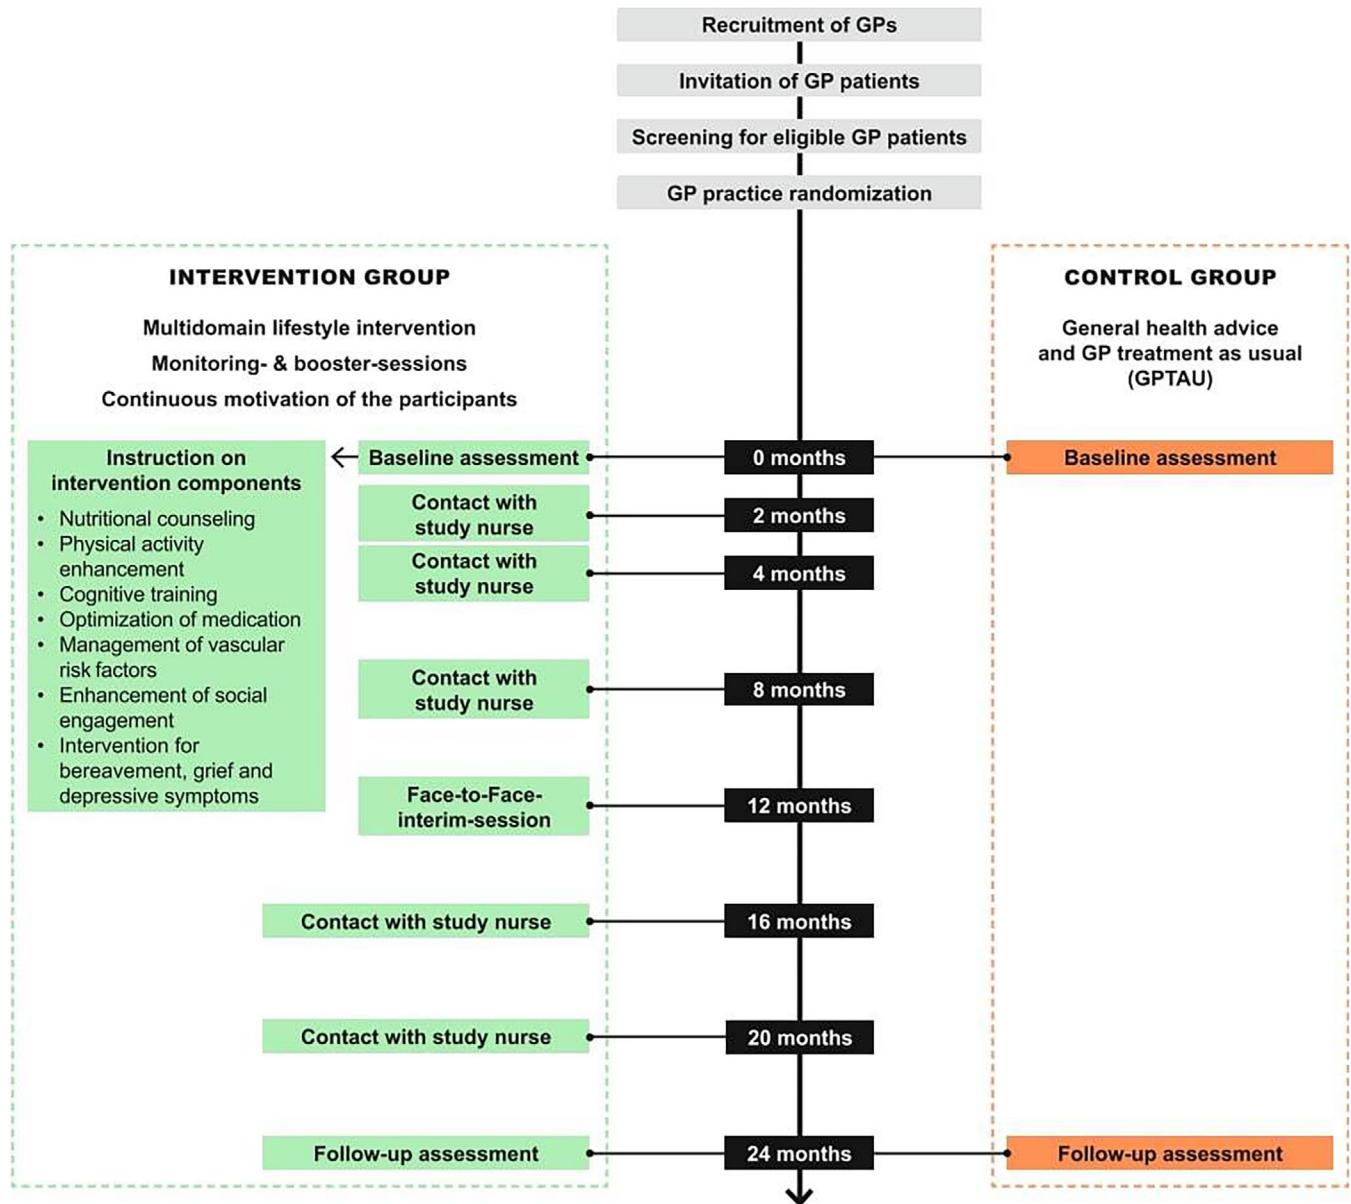 Recruitment of GPs
Invitation of GP patients
Screening for eligible GP patients
GP practice randomization
INTERVENTION GROUP
Multidomain lifestyle intervention
Monitoring- & booster-sessions
Continuous motivation of the participants
CONTROL GROUP
General health advice
and GP treatment as usual
(GPTAU)
Instruction on
intervention components
• Nutritional counseling
• Physical activity
enhancement
• Cognitive training
• Optimization of medication
• Management of vascular
risk factors
• Enhancement of social
engagement
• Intervention for
bereavement, grief and
depressive symptoms
Baseline assessment
0 months
Baseline assessment
Contact with
study nurse
2 months
Contact with
study nurse
4 months
Contact with
study nurse
8 months
Face-to-Face-
interim-session
12 months
Contact with study nurse
16 months
Contact with study nurse
20 months
Follow-up assessment
24 months
Follow-up assessment